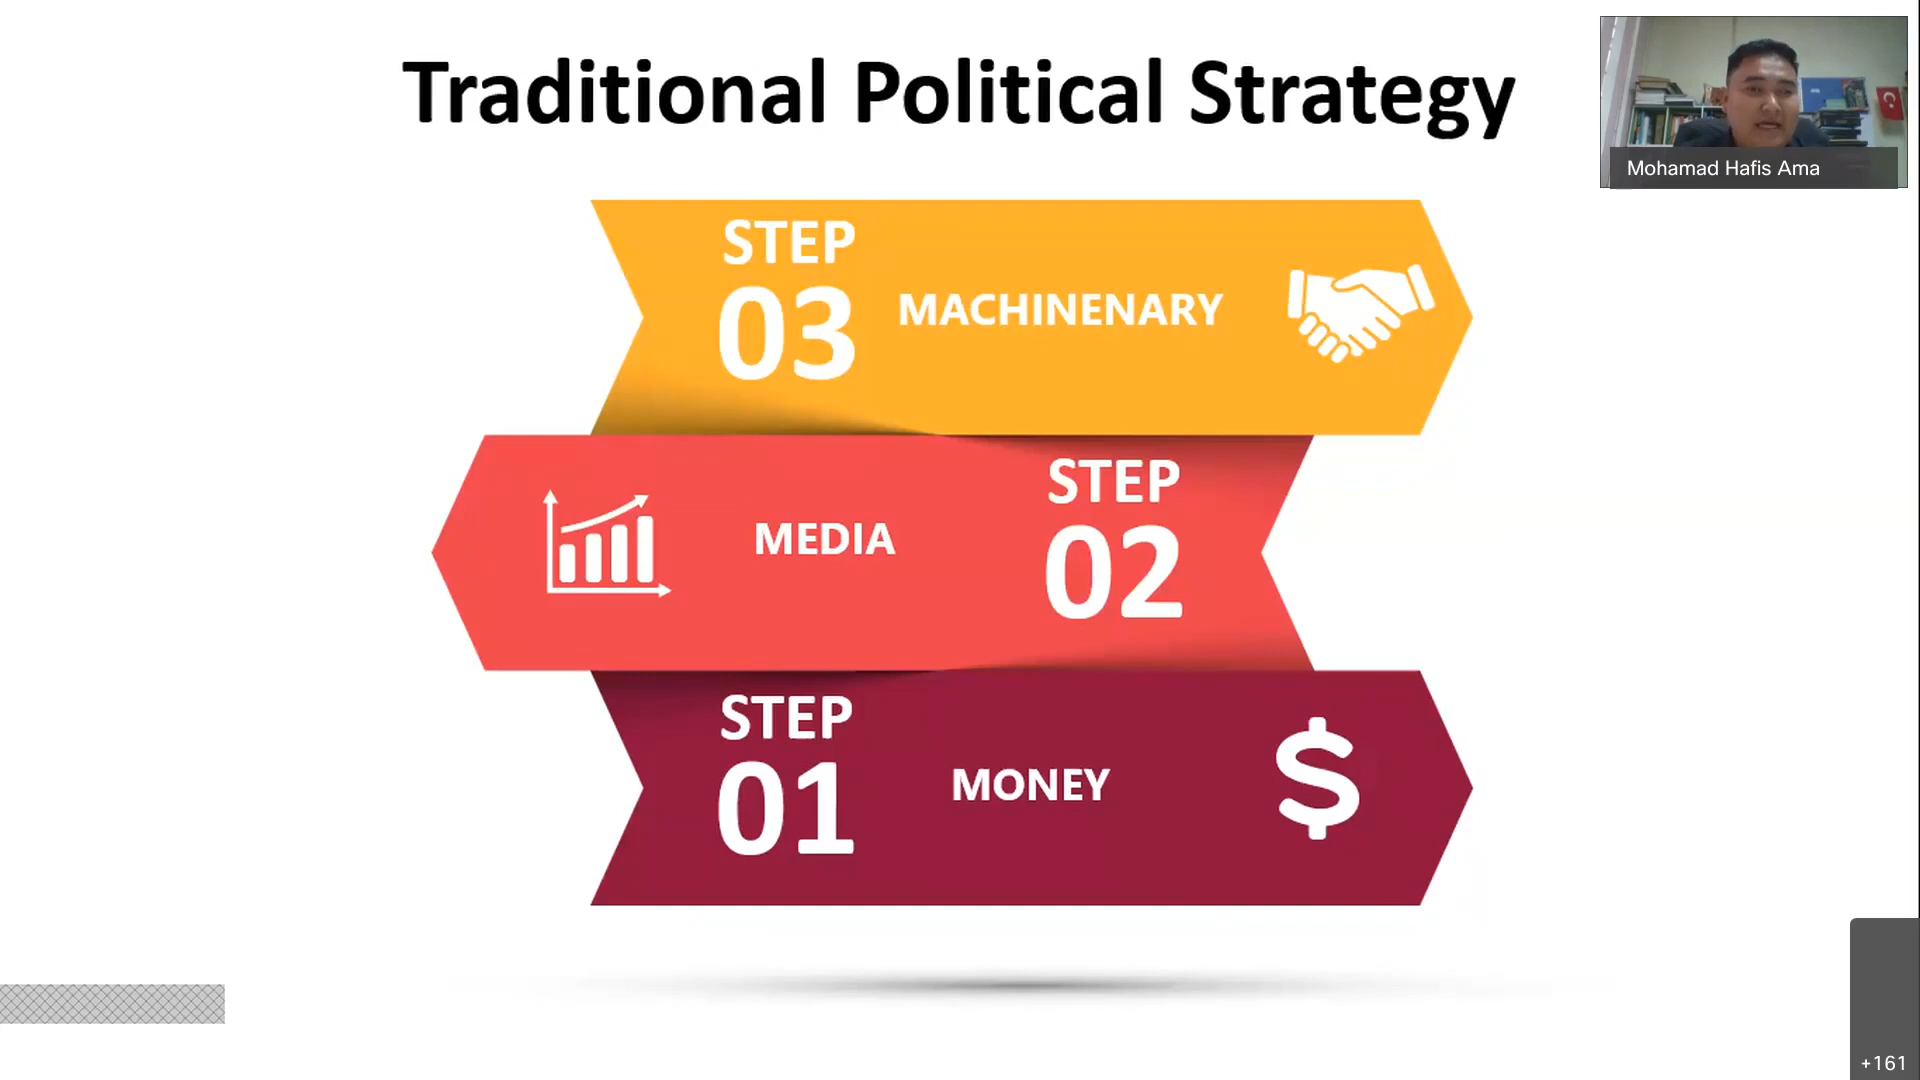 Traditional Political Strategy
Mohamad Hafis Ama
STEP
03
MACHINENARY
MEDIA
STEP
02
STEP
01
MONEY
$
+161